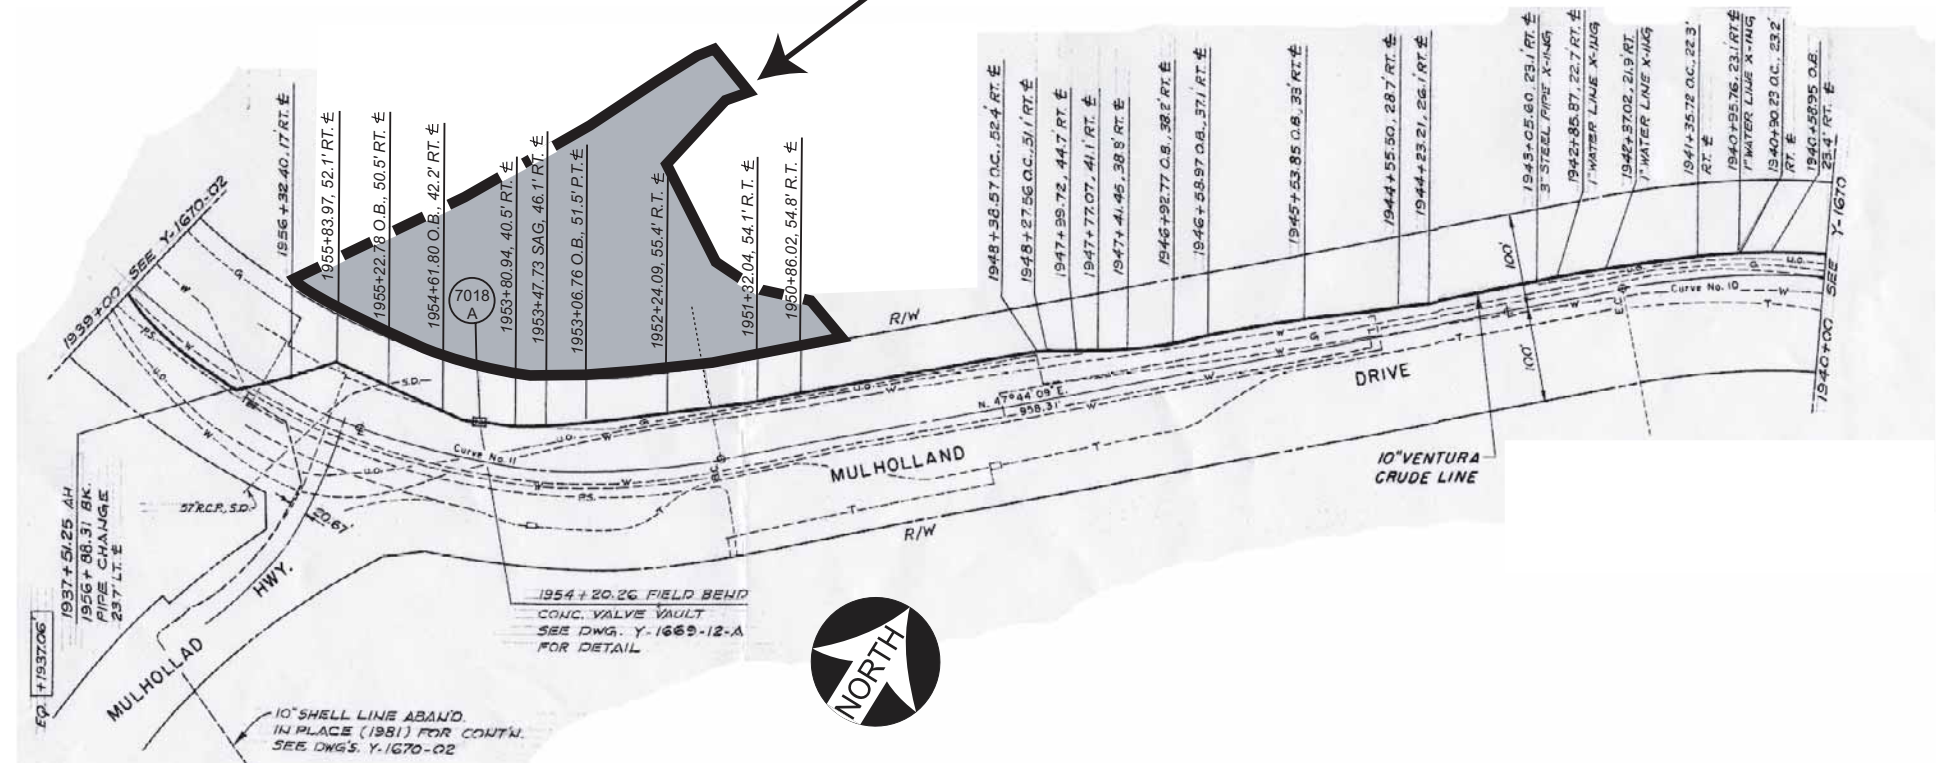 1939+00 SEE Y-1670-02
1956+32.40, 17' RT. ℄
1955+83.97, 52.1' RT. ℄
1955+22.78 O.B., 50.5' RT. ℄
1954+61.80 O.B., 42.2' RT. ℄
7018
A
1953+80.94, 40.5' RT. ℄
1953+47.73 SAG, 46.1' RT. ℄
1953+06.76 O.B., 51.5' P.T. ℄
1952+24.09, 55.4' R.T. ℄
1951+32.04, 54.1' R.T. ℄
1950+86.02, 54.8' R.T. ℄
1948+38.57 O.C., 52.4' RT. ℄
1948+27.56 O.C., 51.1' RT. ℄
1947+99.72, 44.7' RT. ℄
1947+77.07, 41.1' RT. ℄
1947+41.45, 38.8' RT. ℄
1946+92.77 O.B., 38.2' RT. ℄
1946+58.97 O.B., 37.1' RT. ℄
1945+53.85 O.B., 33' RT. ℄
1944+55.50, 28.7' RT. ℄
1944+23.21, 26.1' RT. ℄
1943+05.60, 23.1' RT. ℄
3" STEEL PIPE X-ING
1942+85.87, 22.7' RT. ℄
1" WATER LINE X-ING
1942+37.02, 21.9' RT.
1" WATER LINE X-ING
1941+35.72 O.C., 22.3'
RT. ℄
1940+95.76, 23.1' RT ℄
1" WATER LINE X-ING
1940+90.23 O.C., 23.2'
RT. ℄
1940+58.95 O.B.
23.4' RT. ℄
1940+00 SEE Y-1670
R/W
100'
100'
Curve No. 10
E.C.
N. 47°44'09" E.
958.31'
MULHOLLAND
DRIVE
10" VENTURA
CRUDE LINE
R/W
Curve No. 11
B.C.
S.D.
P.S.
P.S.
U.O.
U.O.
U.O.
U.O.
U.O.
U.O.
G
G
G
W
W
W
W
W
W
W
W
W
T
T
T
T
57" R.C.P., S.D.
20.67'
1937+51.25 AH.
1956+88.31 BK.
PIPE CHANGE
23.7' LT. ℄
EQ. +1937.06'
MULHOLLAD
HWY.
1954+20.26 FIELD BEND
CONC. VALVE VAULT
SEE DWG. Y-1669-12-A
FOR DETAIL
10" SHELL LINE ABAN'D.
IN PLACE (1981) FOR CONT'N.
SEE DWG'S. Y-1670-02
NORTH